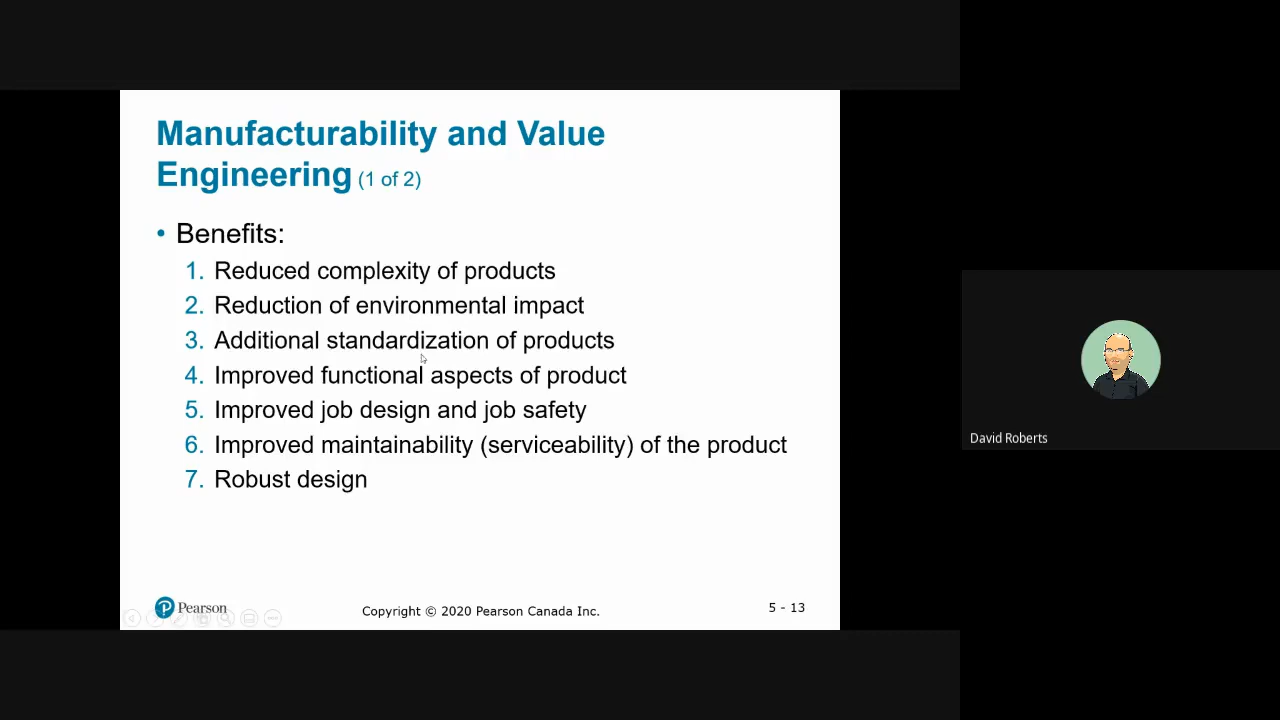 Manufacturability and Value
Engineering (1 of 2)
• Benefits:
1. Reduced complexity of products
2. Reduction of environmental impact
3. Additional standardization of products
4. Improved functional aspects of product
5. Improved job design and job safety
6. Improved maintainability (serviceability) of the product
7. Robust design
Pearson
Copyright © 2020 Pearson Canada Inc.
5 - 13
David Roberts